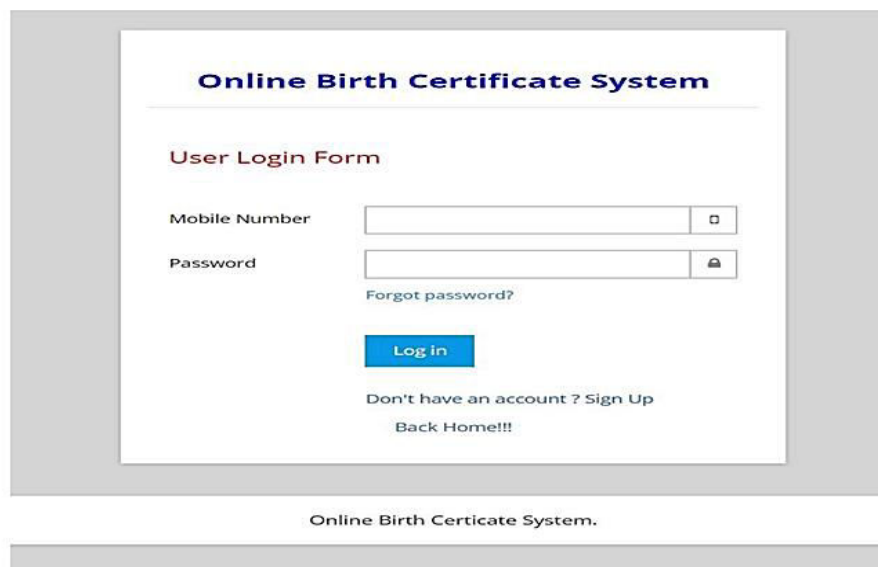 Online Birth Certificate System
User Login Form
Mobile Number
Password
Forgot password?
Log in
Don't have an account ? Sign Up
Back Home!!!
Online Birth Certicate System.